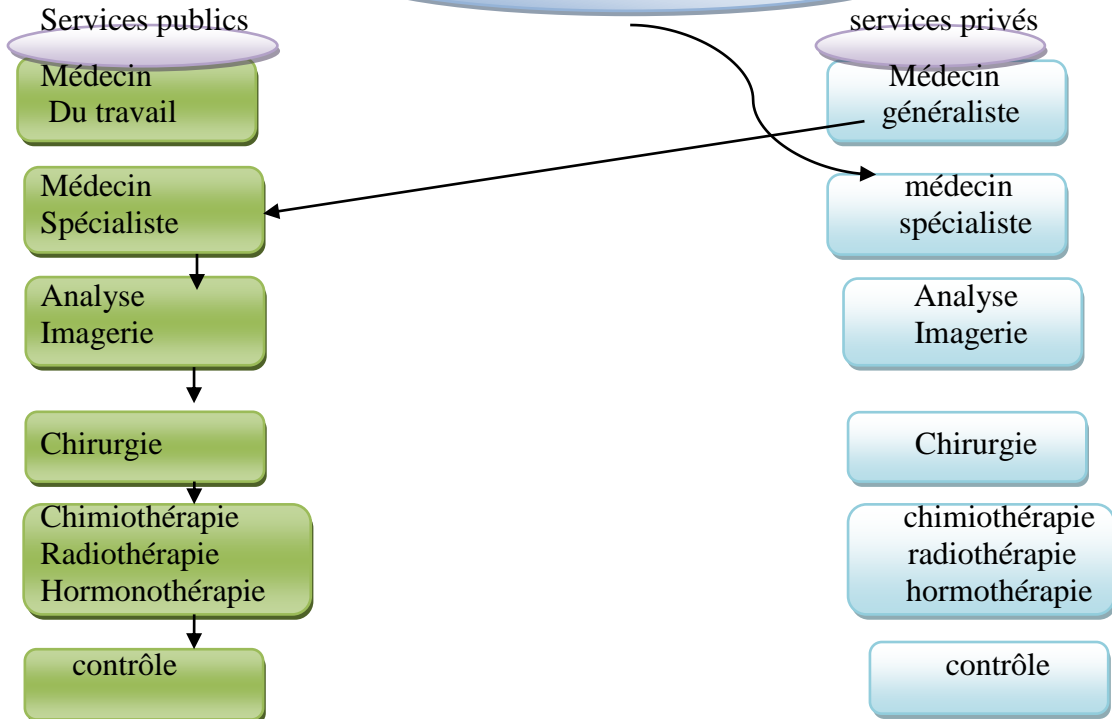 Services publics
Médecin
Du travail
Médecin
Spécialiste
Analyse
Imagerie
Chirurgie
Chimiothérapie
Radiothérapie
Hormonothérapie
contrôle
services privés
Médecin
généraliste
médecin
spécialiste
Analyse
Imagerie
Chirurgie
chimiothérapie
radiothérapie
hormothérapie
contrôle